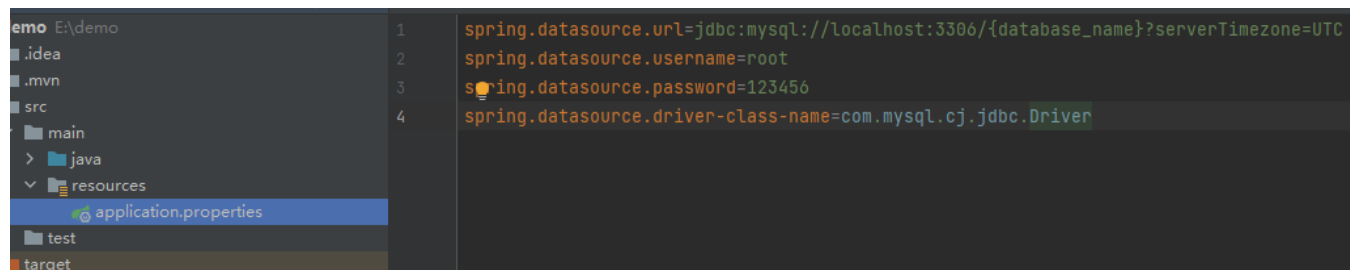 emo E:\demo
.idea
.mvn
src
main
java
resources
application.properties
test
target
1 spring.datasource.url=jdbc:mysql://localhost:3306/{database_name}?serverTimezone=UTC
2 spring.datasource.username=root
3 spring.datasource.password=123456
4 spring.datasource.driver-class-name=com.mysql.cj.jdbc.Driver